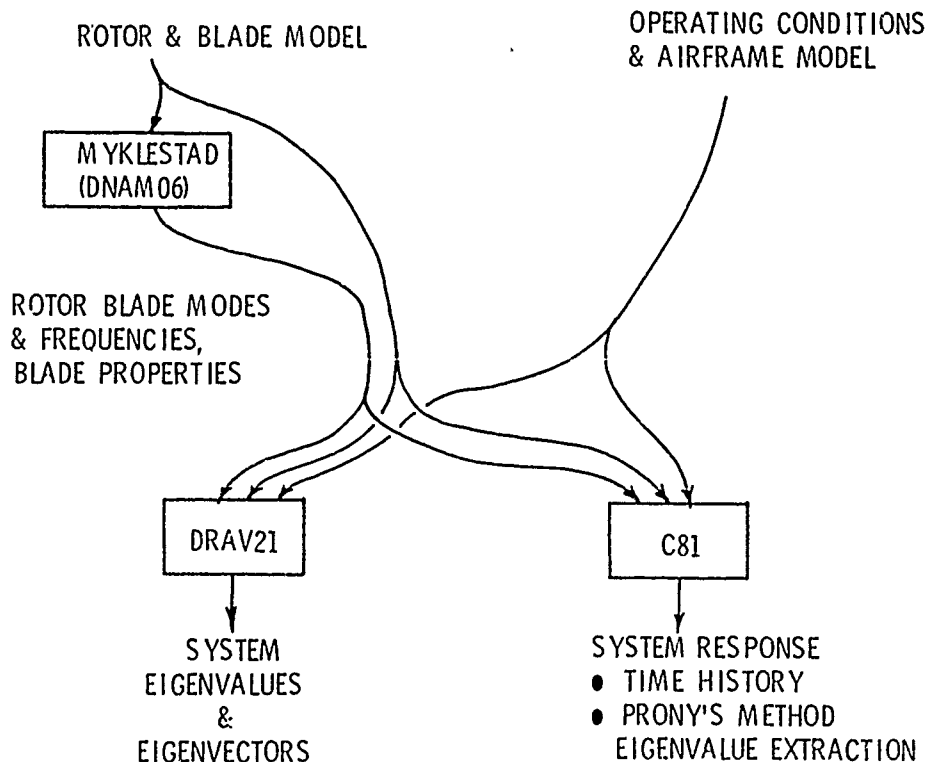 ROTOR & BLADE MODEL
OPERATING CONDITIONS
& AIRFRAME MODEL
MYKLESTAD
(DNAM06)
ROTOR BLADE MODES
& FREQUENCIES,
BLADE PROPERTIES
DRAV21
C81
SYSTEM
EIGENVALUES
&
EIGENVECTORS
SYSTEM RESPONSE
● TIME HISTORY
● PRONY'S METHOD
EIGENVALUE EXTRACTION